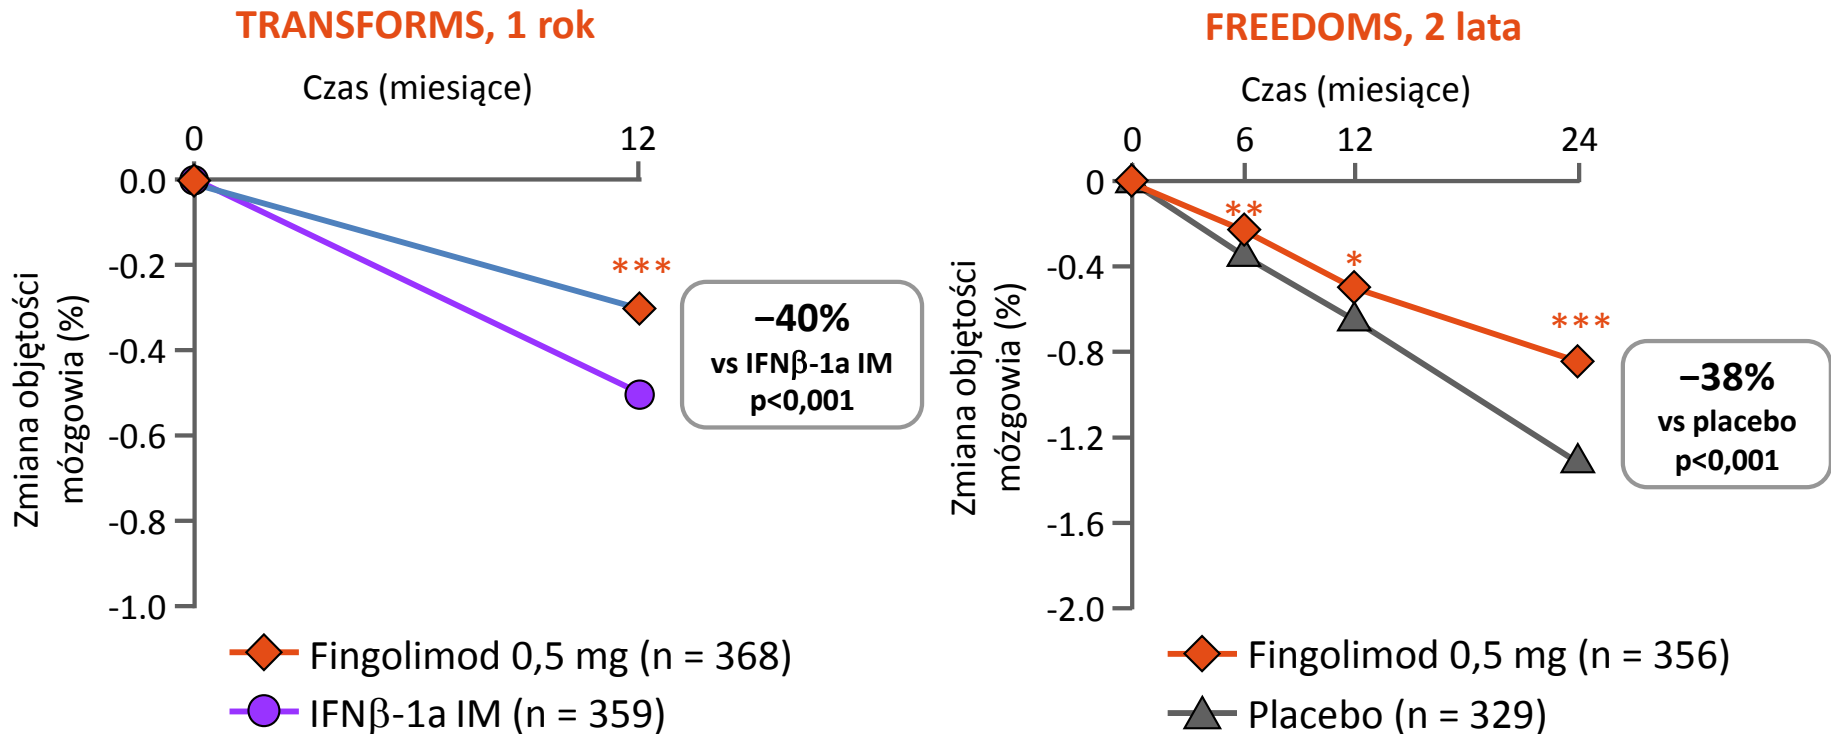 TRANSFORMS, 1 rok
Czas (miesiące)
0 12
0.0
-0.2
-0.4
-0.6
-0.8
-1.0
Zmiana objętości
mózgowia (%)
***
−40%
vs IFNβ-1a IM
p<0,001
Fingolimod 0,5 mg (n = 368)
IFNβ-1a IM (n = 359)
FREEDOMS, 2 lata
Czas (miesiące)
0 6 12 24
0
-0.4
-0.8
-1.2
-1.6
-2.0
Zmiana objętości
mózgowia (%)
**
*
***
−38%
vs placebo
p<0,001
Fingolimod 0,5 mg (n = 356)
Placebo (n = 329)